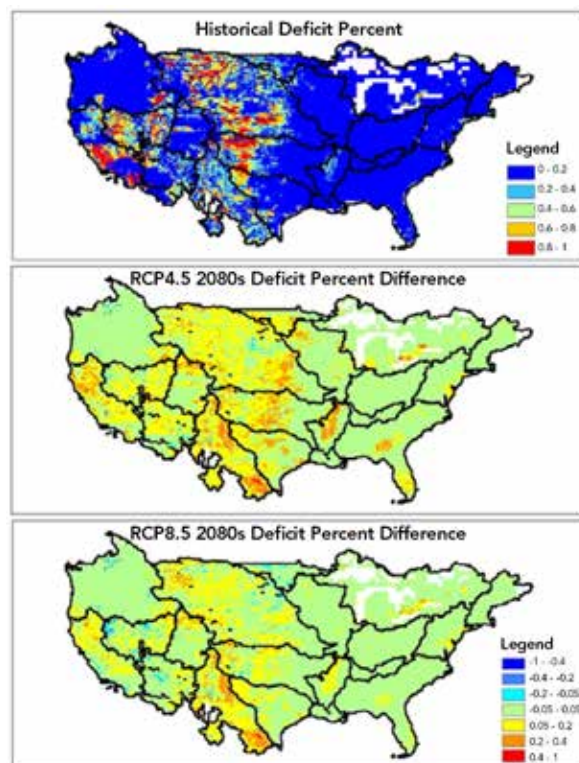 Historical Deficit Percent
Legend
0 - 0.2
0.2 - 0.4
0.4 - 0.6
0.6 - 0.8
0.8 - 1
RCP4.5 2080s Deficit Percent Difference
RCP8.5 2080s Deficit Percent Difference
Legend
-1 - -0.4
-0.4 - -0.2
-0.2 - -0.05
-0.05 - 0.05
0.05 - 0.2
0.2 - 0.4
0.4 - 1